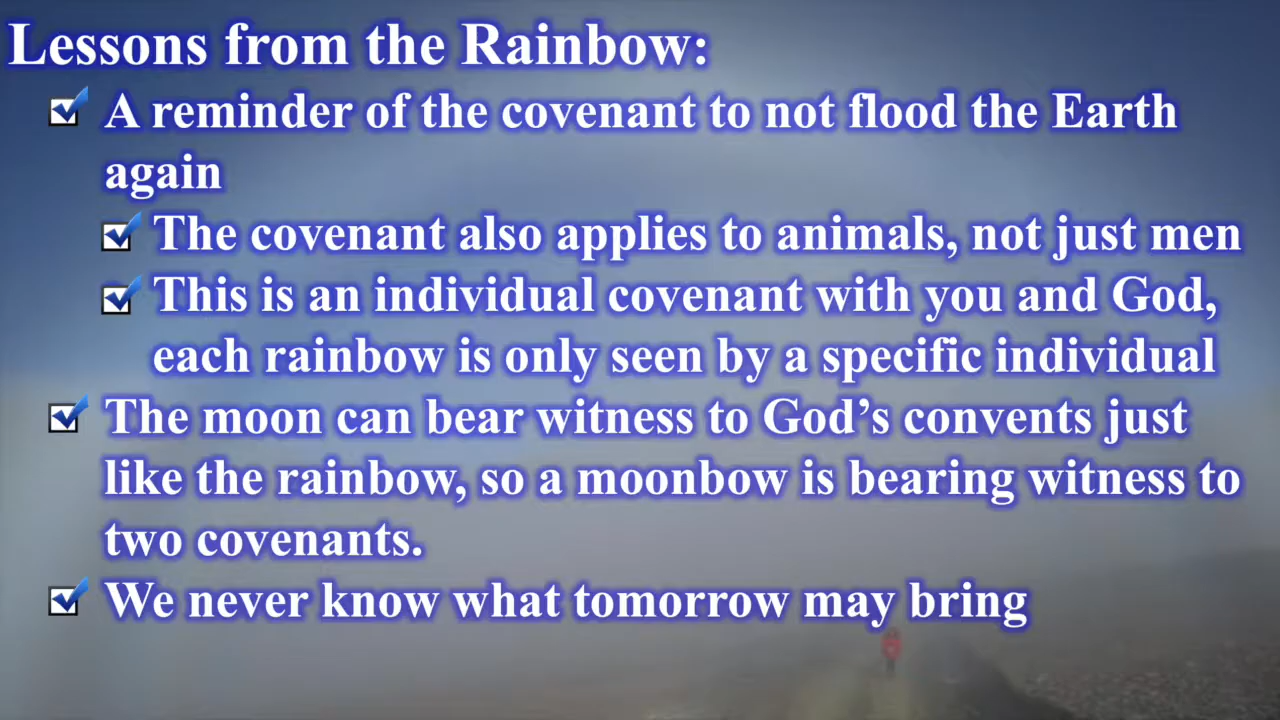 Lessons from the Rainbow:
A reminder of the covenant to not flood the Earth
again
The covenant also applies to animals, not just men
This is an individual covenant with you and God,
each rainbow is only seen by a specific individual
The moon can bear witness to God’s convents just
like the rainbow, so a moonbow is bearing witness to
two covenants.
We never know what tomorrow may bring